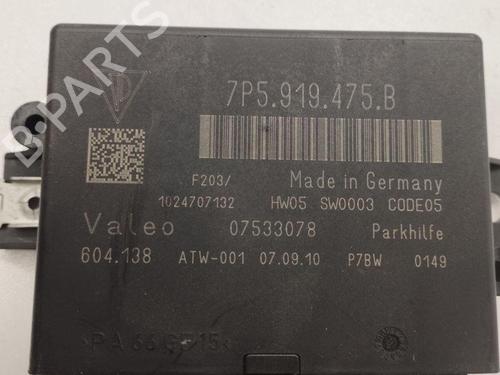 7P5.919.475.B
F203/ Made in Germany
1024707132 HW05 SW0003 CODE05
Valeo 07533078 Parkhilfe
604.138 ATW-001 07.09.10 P7BW 0149
B-Parts